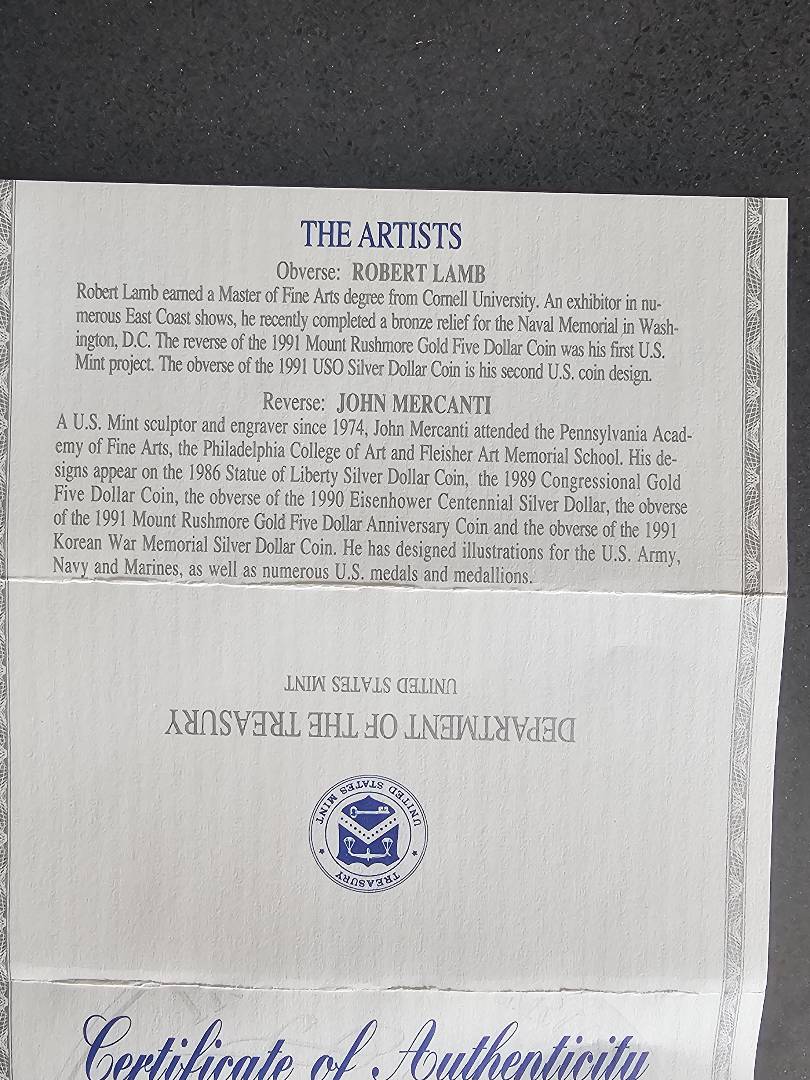 THE ARTISTS
Obverse: ROBERT LAMB
Robert Lamb earned a Master of Fine Arts degree from Cornell University. An exhibitor in nu-
merous East Coast shows, he recently completed a bronze relief for the Naval Memorial in Wash-
ington, D.C. The reverse of the 1991 Mount Rushmore Gold Five Dollar Coin was his first U.S.
Mint project. The obverse of the 1991 USO Silver Dollar Coin is his second U.S. coin design.
Reverse: JOHN MERCANTI
A U.S. Mint sculptor and engraver since 1974, John Mercanti attended the Pennsylvania Acad-
emy of Fine Arts, the Philadelphia College of Art and Fleisher Art Memorial School. His de-
signs appear on the 1986 Statue of Liberty Silver Dollar Coin, the 1989 Congressional Gold
Five Dollar Coin, the obverse of the 1990 Eisenhower Centennial Silver Dollar, the obverse
of the 1991 Mount Rushmore Gold Five Dollar Anniversary Coin and the obverse of the 1991
Korean War Memorial Silver Dollar Coin. He has designed illustrations for the U.S. Army,
Navy and Marines, as well as numerous U.S. medals and medallions.
UNITED STATES MINT
DEPARTMENT OF THE TREASURY
UNITED STATES MINT
TREASURY
Certificate of Authenticity